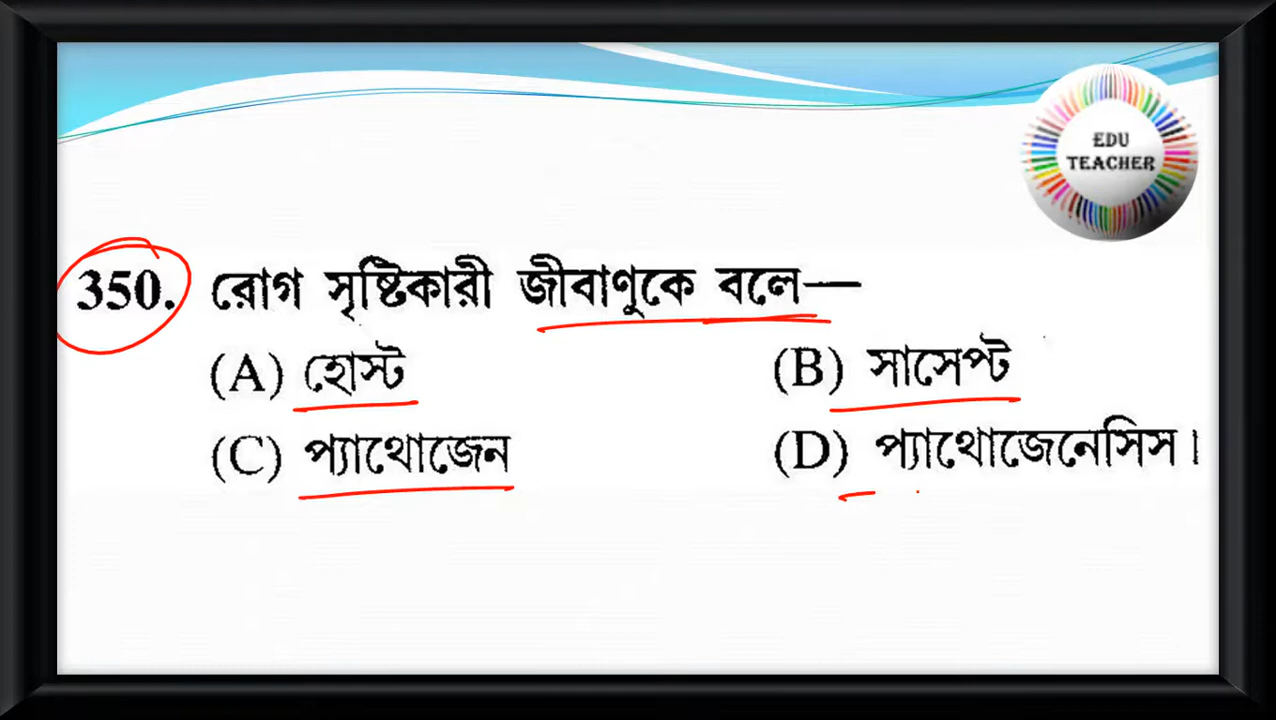 EDU
TEACHER
350. রোগ সৃষ্টিকারী জীবাণুকে বলে—
(A) হোস্ট (B) সাসেপ্ট
(C) প্যাথোজেন (D) প্যাথোজেনেসিস।